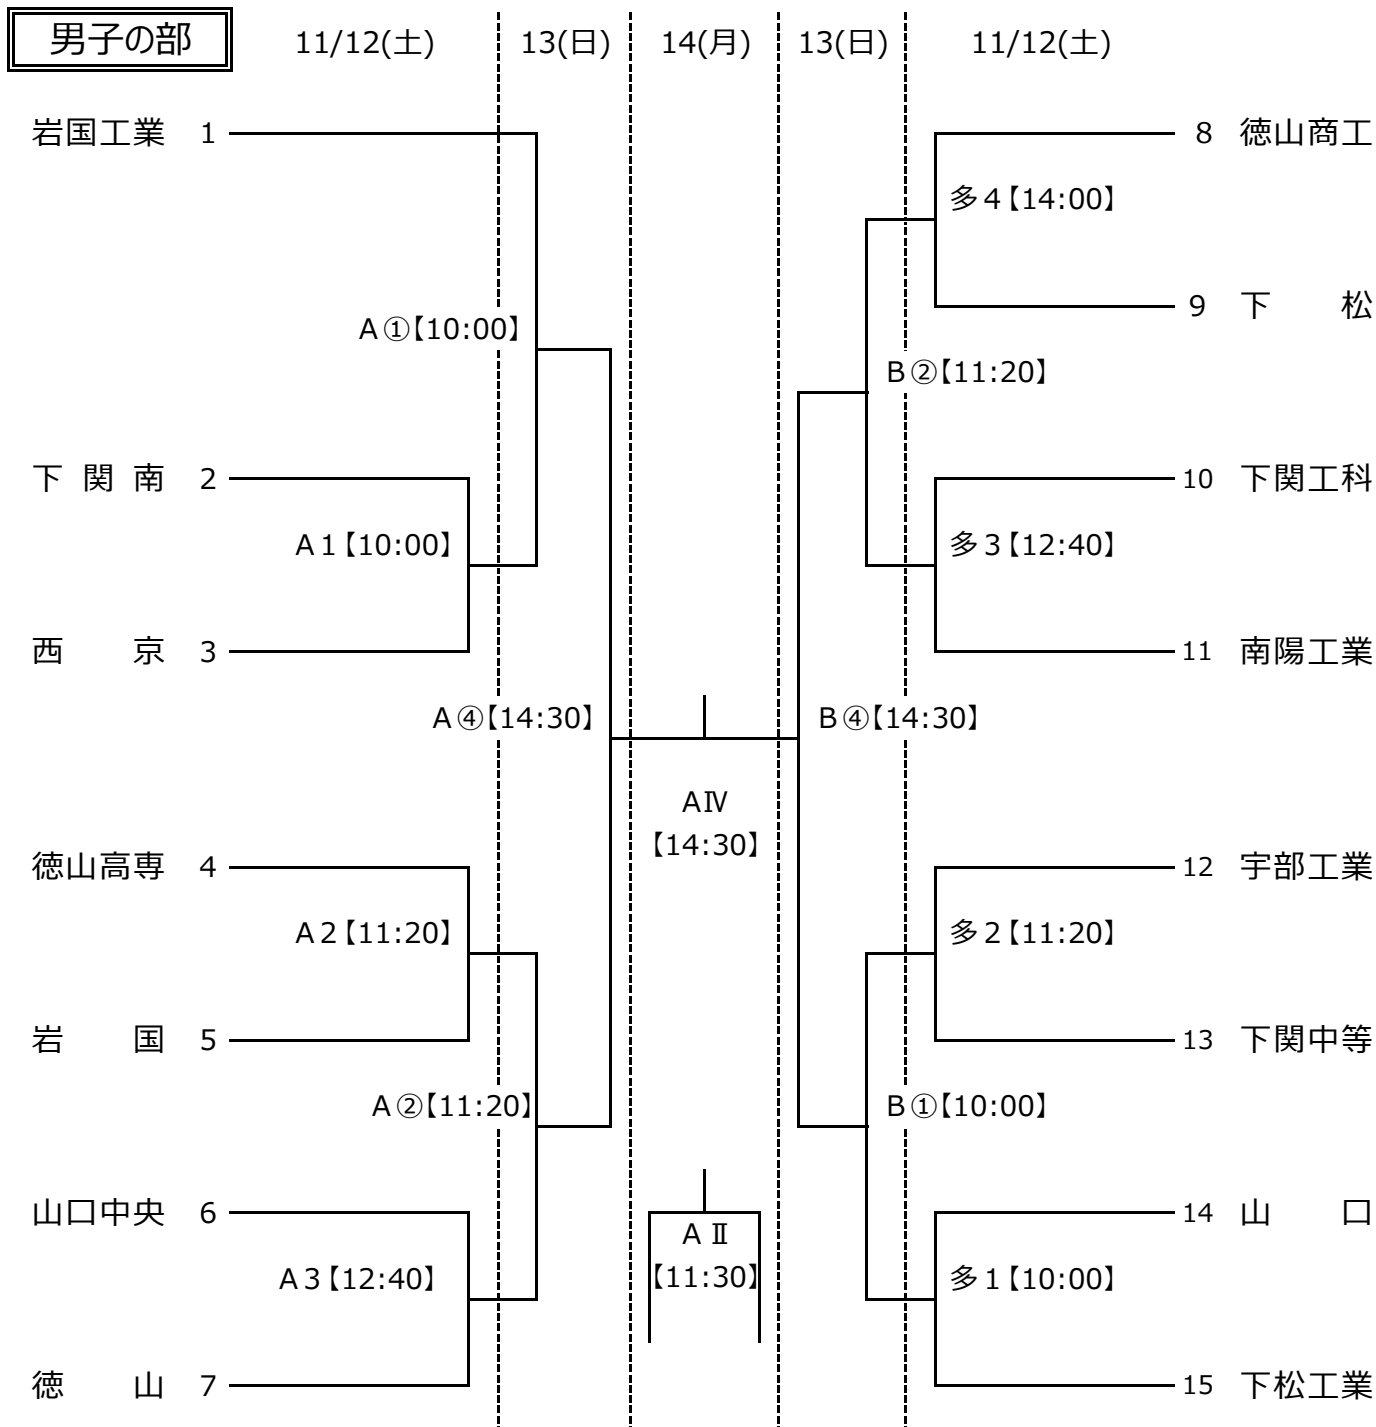 男子の部 11/12(土) 13(日) 14(月) 13(日) 11/12(土)
岩国工業 1
8 徳山商工
多4【14:00】
9 下 松
A①【10:00】
B②【11:20】
下 関 南 2
10 下関工科
A1【10:00】
多3【12:40】
西 京 3
11 南陽工業
A④【14:30】
B④【14:30】
AⅣ
【14:30】
徳山高専 4
12 宇部工業
A2【11:20】
多2【11:20】
岩 国 5
13 下関中等
A②【11:20】
B①【10:00】
山口中央 6
14 山 口
AⅡ
【11:30】
A3【12:40】
多1【10:00】
徳 山 7
15 下松工業